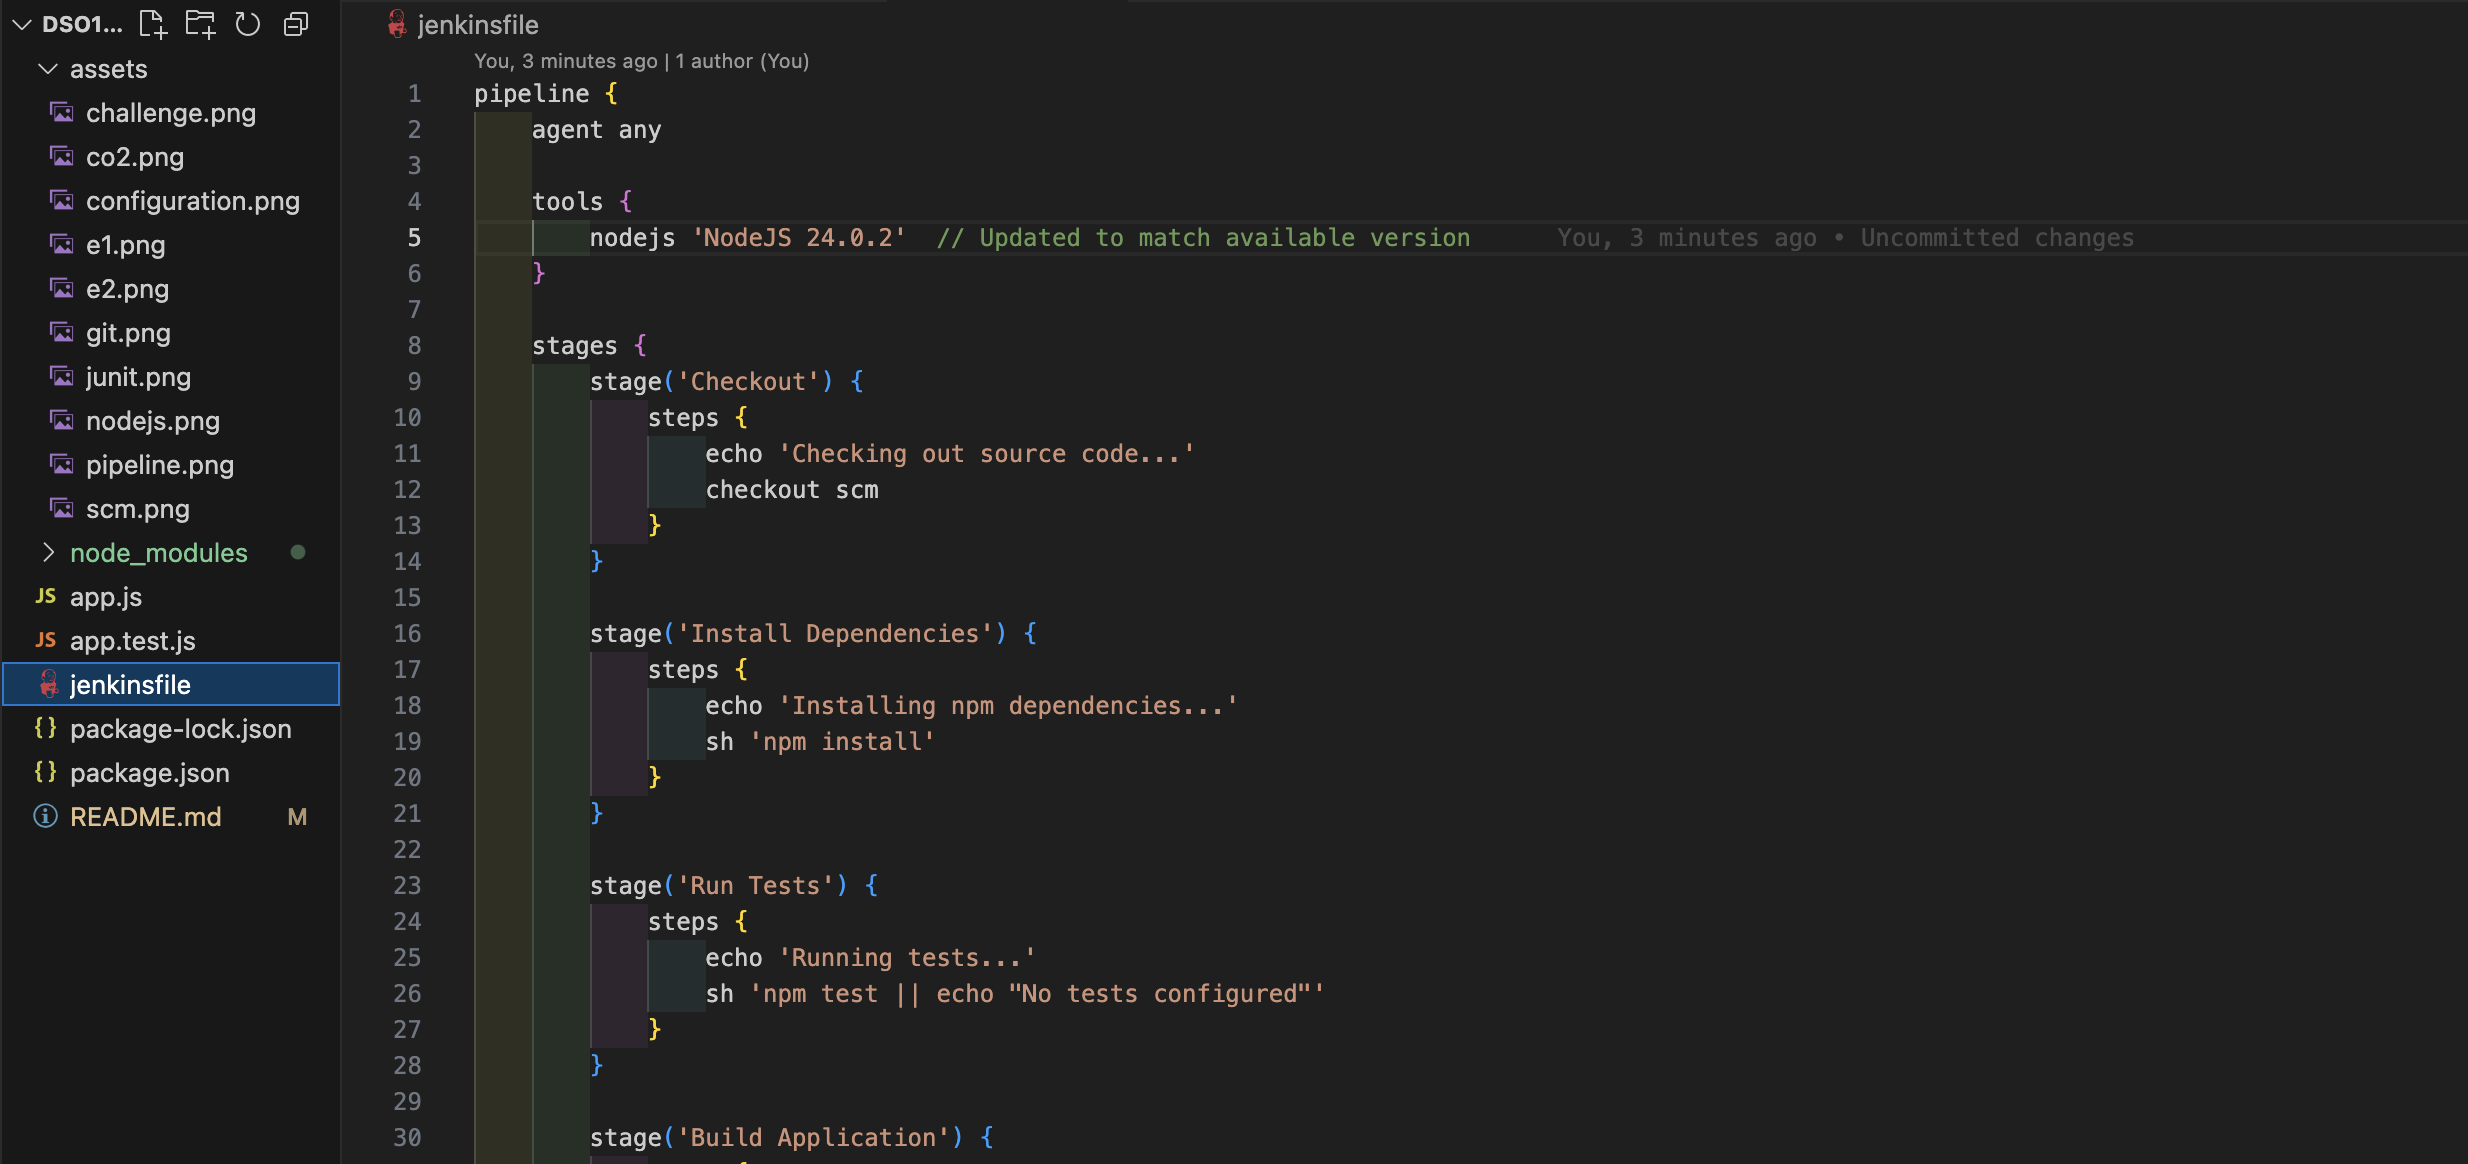 DSO1...
assets
challenge.png
co2.png
configuration.png
e1.png
e2.png
git.png
junit.png
nodejs.png
pipeline.png
scm.png
node_modules
JS app.js
JS app.test.js
jenkinsfile
{} package-lock.json
{} package.json
README.md M
jenkinsfile
You, 3 minutes ago | 1 author (You)
1 pipeline {
2 agent any
3
4 tools {
5 nodejs 'NodeJS 24.0.2' // Updated to match available version You, 3 minutes ago • Uncommitted changes
6 }
7
8 stages {
9 stage('Checkout') {
10 steps {
11 echo 'Checking out source code...'
12 checkout scm
13 }
14 }
15
16 stage('Install Dependencies') {
17 steps {
18 echo 'Installing npm dependencies...'
19 sh 'npm install'
20 }
21 }
22
23 stage('Run Tests') {
24 steps {
25 echo 'Running tests...'
26 sh 'npm test || echo "No tests configured"'
27 }
28 }
29
30 stage('Build Application') {